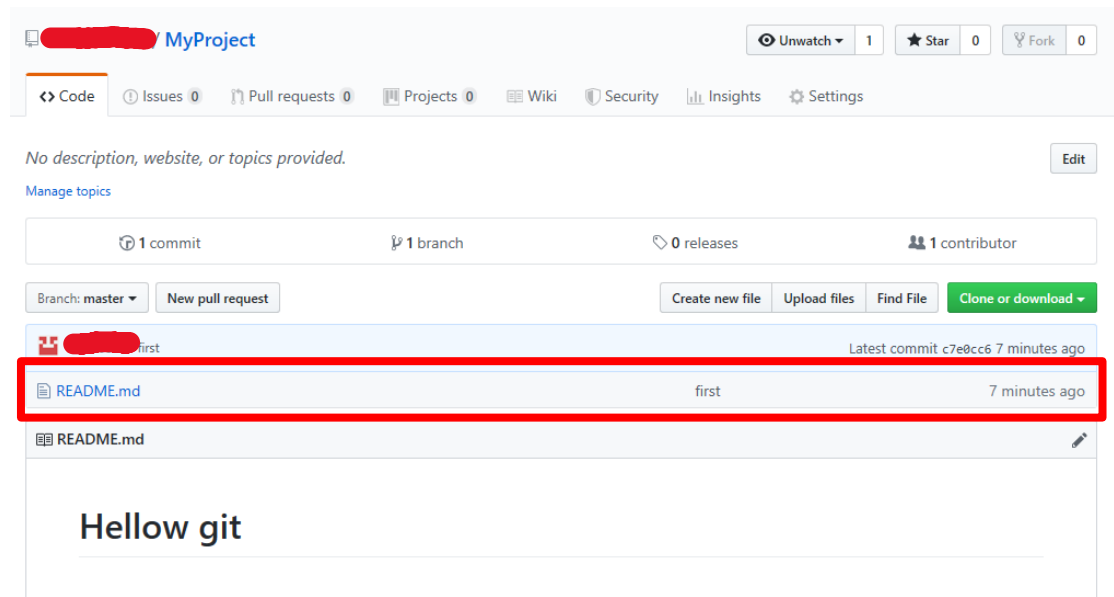 / MyProject
Unwatch 1 Star 0 Fork 0
Code Issues 0 Pull requests 0 Projects 0 Wiki Security Insights Settings
No description, website, or topics provided. Edit
Manage topics
1 commit 1 branch 0 releases 1 contributor
Branch: master New pull request Create new file Upload files Find File Clone or download
first Latest commit c7e0cc6 7 minutes ago
README.md first 7 minutes ago
README.md
Hellow git